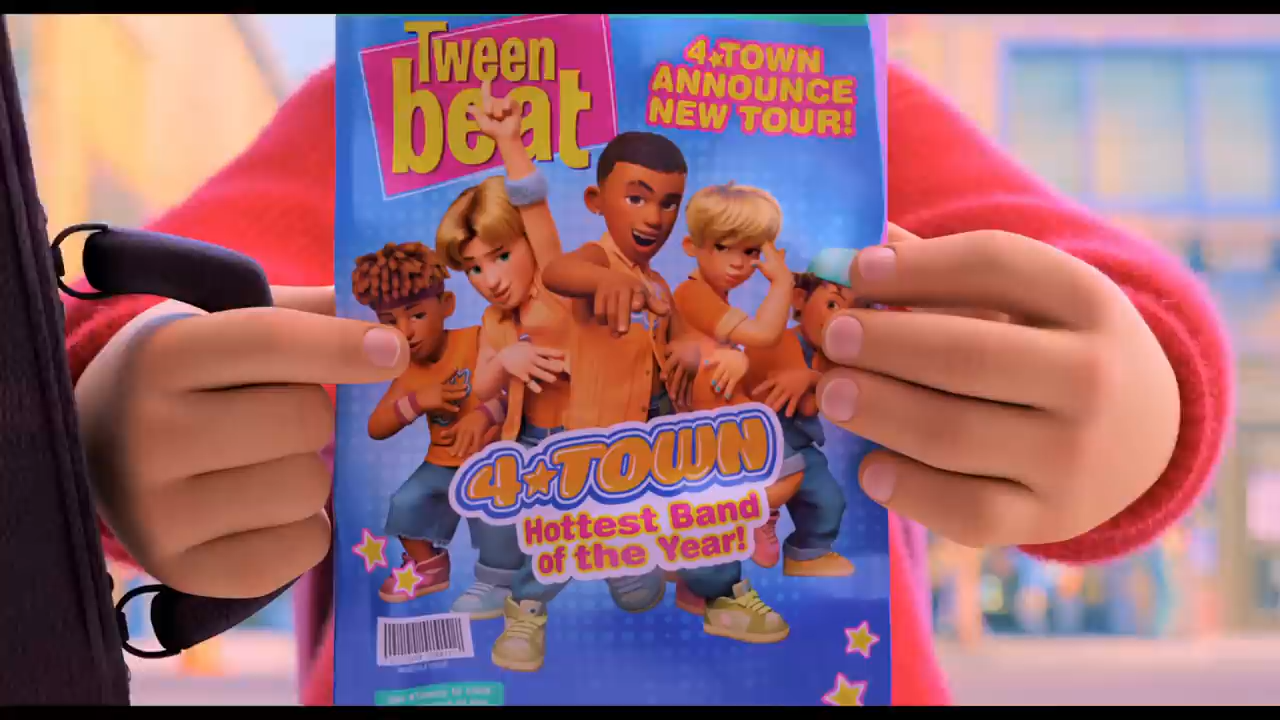 Tween
beat
4★TOWN
ANNOUNCE
NEW TOUR!
4★TOWN
Hottest Band
of the Year!